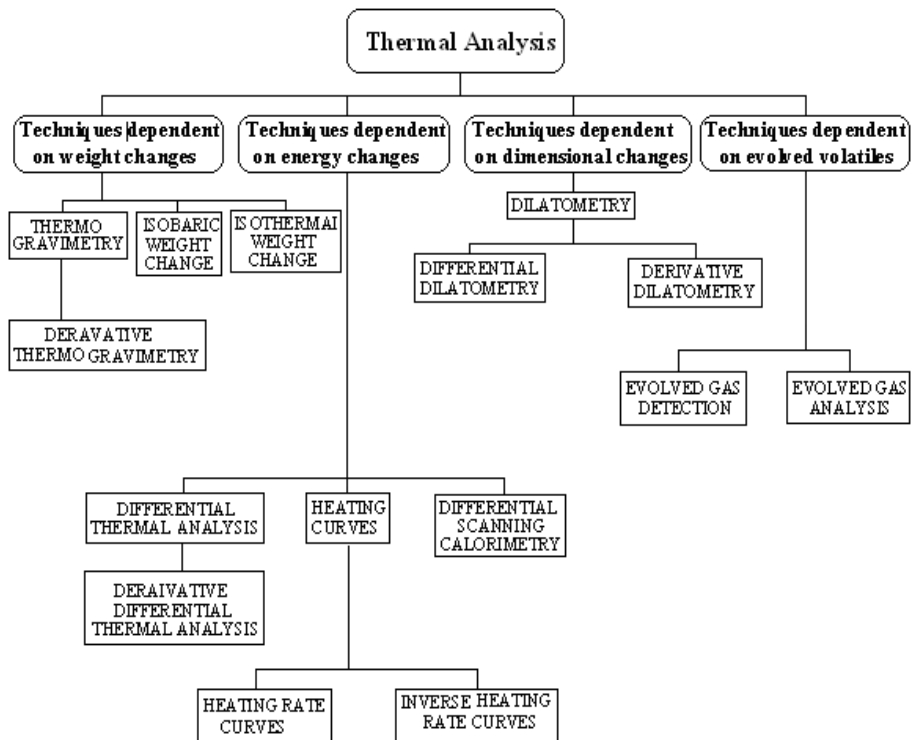 Thermal Analysis
Techniques dependent
on weight changes
Techniques dependent
on energy changes
Techniques dependent
on dimensional changes
Techniques dependent
on evolved volatiles
THERMO
GRAVIMETRY
ISOBARIC
WEIGHT
CHANGE
ISOTHERMAI
WEIGHT
CHANGE
DERAVATIVE
THERMO GRAVIMETRY
DILATOMETRY
DIFFERENTIAL
DILATOMETRY
DERIVATIVE
DILATOMETRY
EVOLVED GAS
DETECTION
EVOLVED GAS
ANALYSIS
DIFFERENTIAL
THERMAL ANALYSIS
HEATING
CURVES
DIFFERENTIAL
SCANNING
CALORIMETRY
DERAIVATIVE
DIFFERENTIAL
THERMAL ANALYSIS
HEATING RATE
CURVES
INVERSE HEATING
RATE CURVES